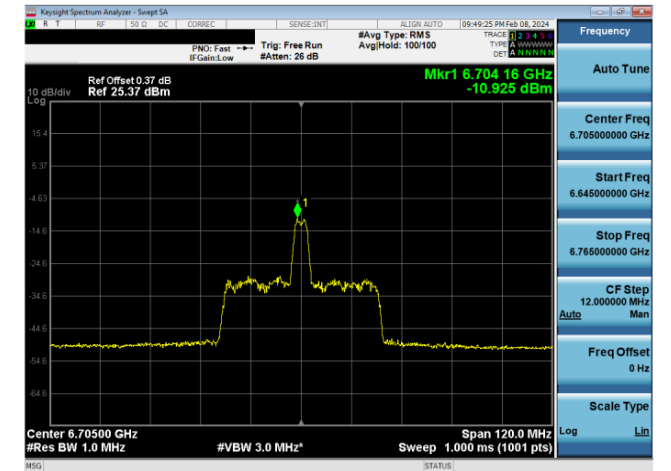 Keysight Spectrum Analyzer - Swept SA
R T RF 50 Ω DC CORREC SENSE:INT ALIGN AUTO 09:49:25 PM Feb 08, 2024
#Avg Type: RMS TRACE 1 2 3 4 5 6
PNO: Fast Trig: Free Run Avg|Hold: 100/100 TYPE A WWWWW
IFGain:Low #Atten: 26 dB DET A N N N N N
Mkr1 6.704 16 GHz
-10.925 dBm
Ref Offset 0.37 dB
10 dB/div Ref 25.37 dBm
Log
15.4
5.37
-4.63
-14.6
-24.6
-34.6
-44.6
-54.6
-64.6
1
Center 6.70500 GHz Span 120.0 MHz
#Res BW 1.0 MHz #VBW 3.0 MHz* Sweep 1.000 ms (1001 pts)
MSG STATUS
Frequency
Auto Tune
Center Freq
6.705000000 GHz
Start Freq
6.645000000 GHz
Stop Freq
6.765000000 GHz
CF Step
12.000000 MHz
Auto Man
Freq Offset
0 Hz
Scale Type
Log Lin